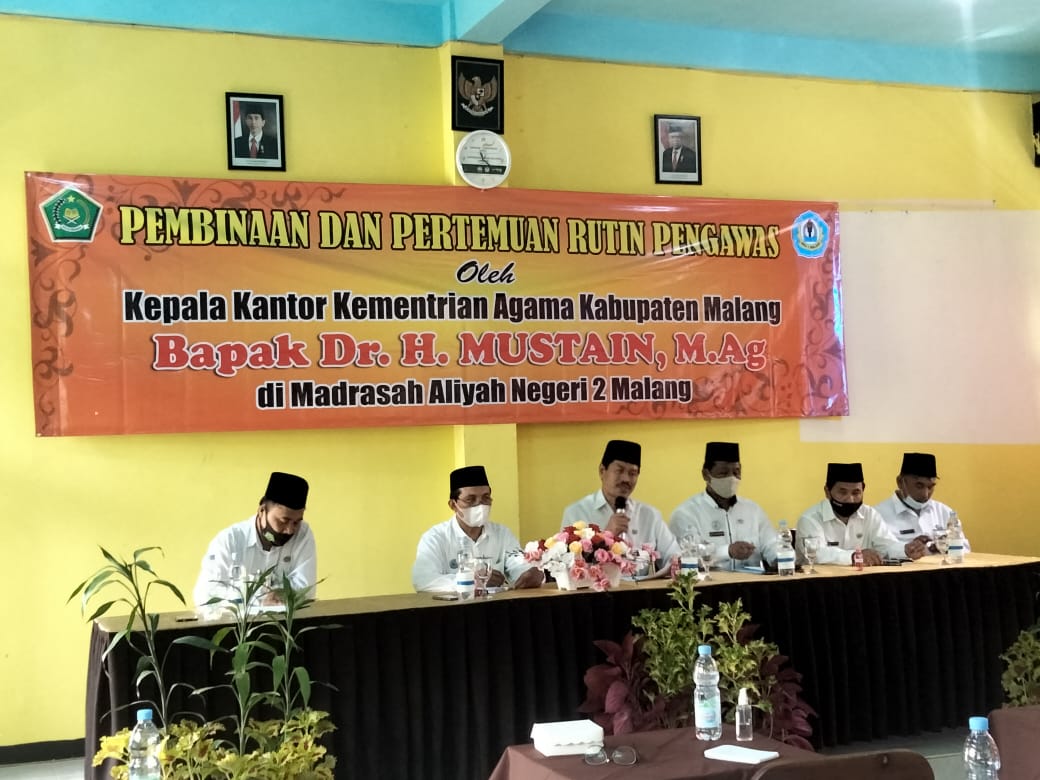 PEMBINAAN DAN PERTEMUAN RUTIN PENGAWAS
Oleh
Kepala Kantor Kementrian Agama Kabupaten Malang
Bapak Dr. H. MUSTAIN, M.Ag
di Madrasah Aliyah Negeri 2 Malang